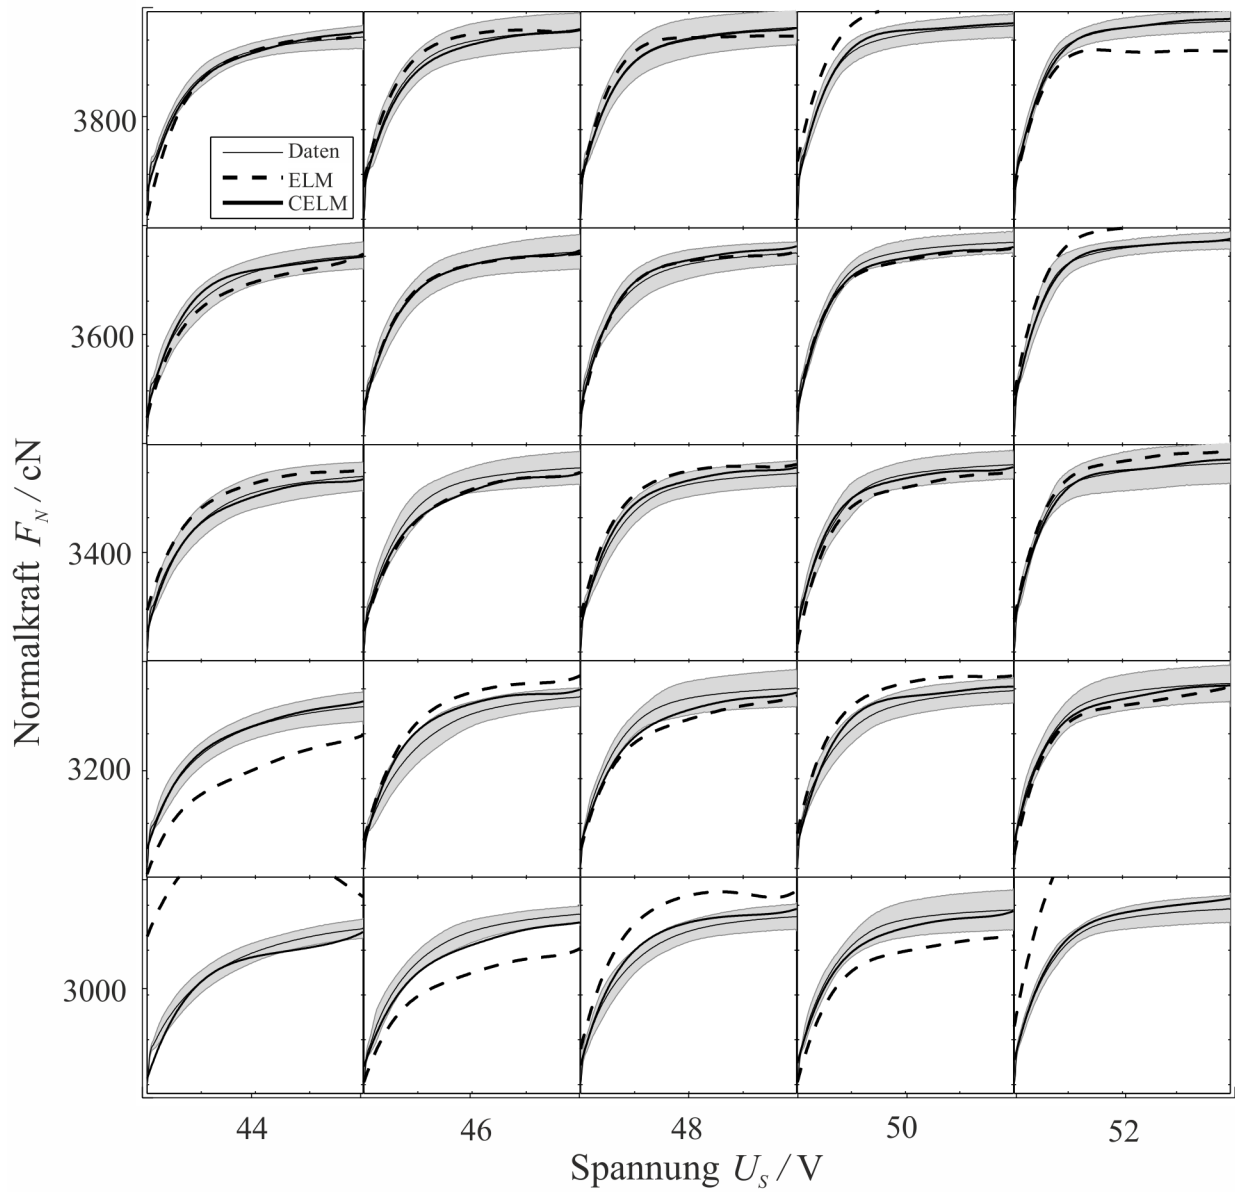 3800
Daten
ELM
CELM
3600
Normalkraft F_N / cN
3400
3200
3000
44 46 48 50 52
Spannung U_S / V